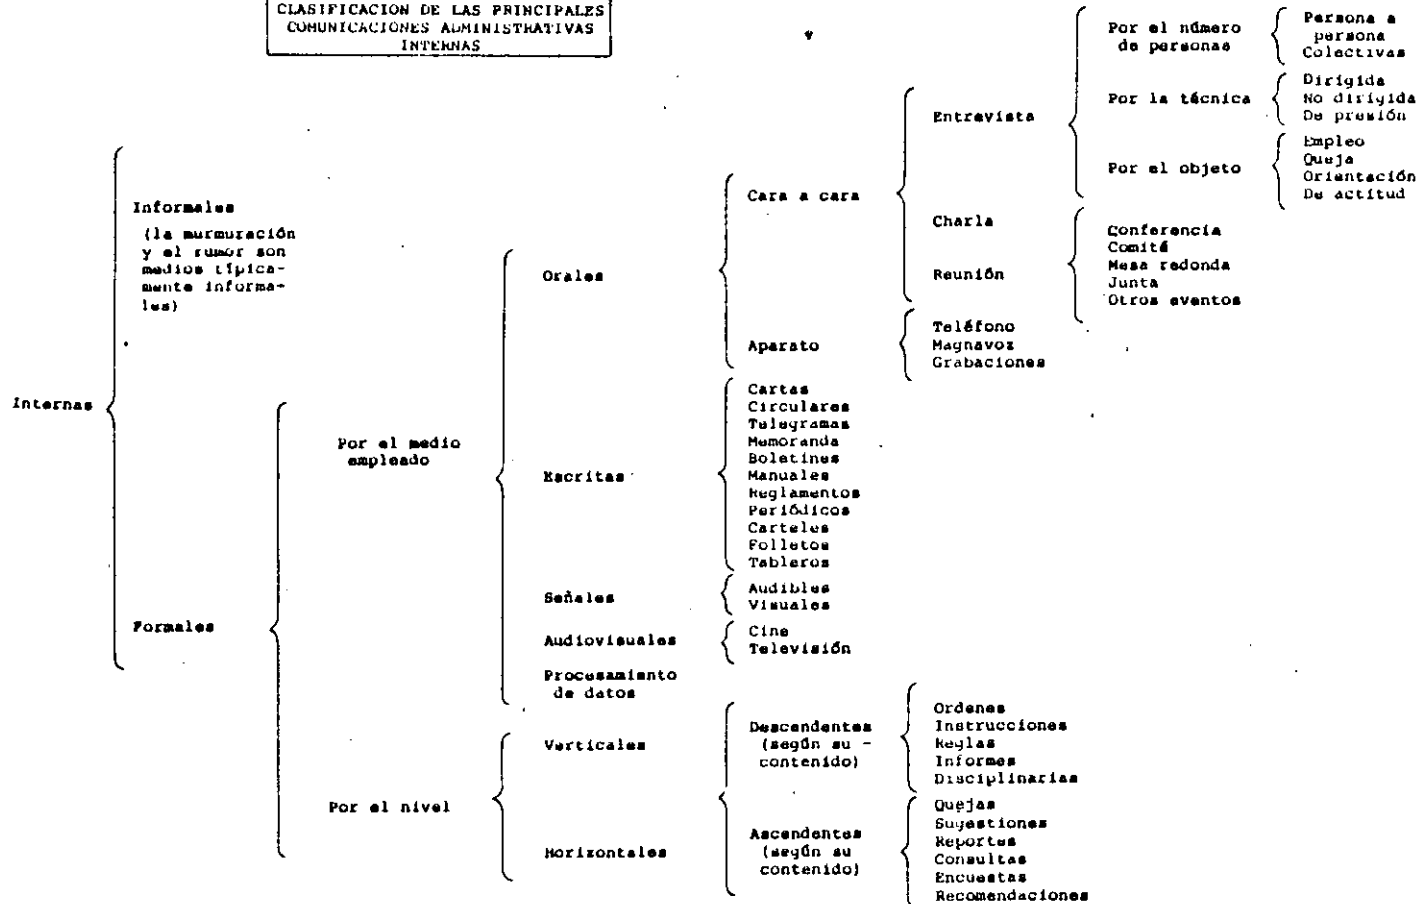 CLASIFICACION DE LAS PRINCIPALES
COMUNICACIONES ADMINISTRATIVAS
INTERNAS
Internas
Informales
(la murmuración
y el rumor son
medios típica-
mente informa-
les)
Formales
Por el medio
empleado
Orales
Cara a cara
Entrevista
Por el número
de personas
Persona a
persona
Colectivas
Por la técnica
Dirigida
No dirigida
De presión
Por el objeto
Empleo
Queja
Orientación
De actitud
Charla
Reunión
Conferencia
Comité
Mesa redonda
Junta
Otros eventos
Aparato
Teléfono
Magnavoz
Grabaciones
Escritas
Cartas
Circulares
Telegramas
Memoranda
Boletines
Manuales
Reglamentos
Periódicos
Carteles
Folletos
Tableros
Señales
Audibles
Visuales
Audiovisuales
Cine
Televisión
Procesamiento
de datos
Por el nivel
Verticales
Horizontales
Descendentes
(según su -
contenido)
Ordenes
Instrucciones
Reglas
Informes
Disciplinarias
Ascendentes
(según su
contenido)
Quejas
Sugestiones
Reportes
Consultas
Encuestas
Recomendaciones